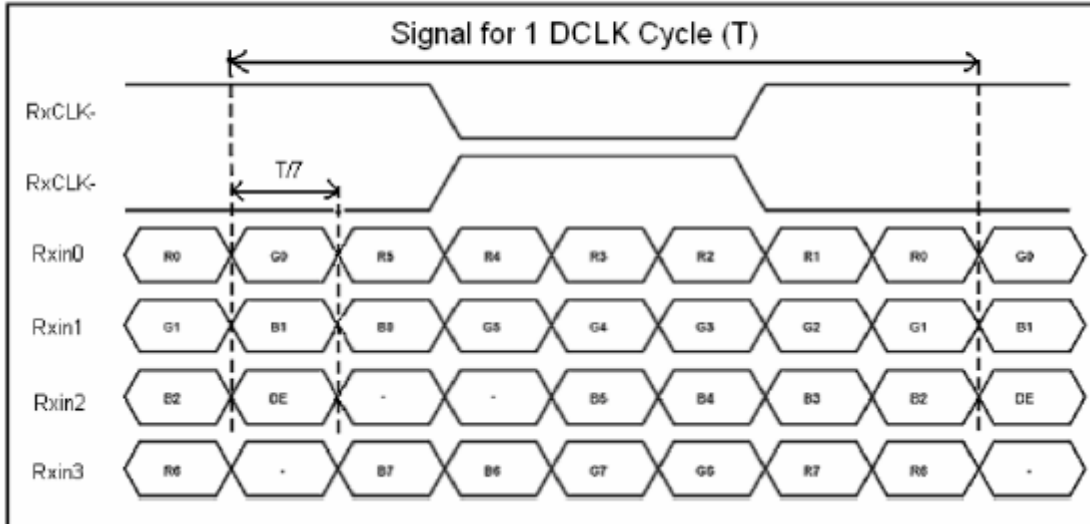 Signal for 1 DCLK Cycle (T)
RxCLK-
RxCLK-
T/7
Rxin0 R0 G0 R5 R4 R3 R2 R1 R0 G0
Rxin1 G1 B1 B0 G5 G4 G3 G2 G1 B1
Rxin2 B2 DE - - B5 B4 B3 B2 DE
Rxin3 R6 - B7 B6 G7 G6 R7 R6 -